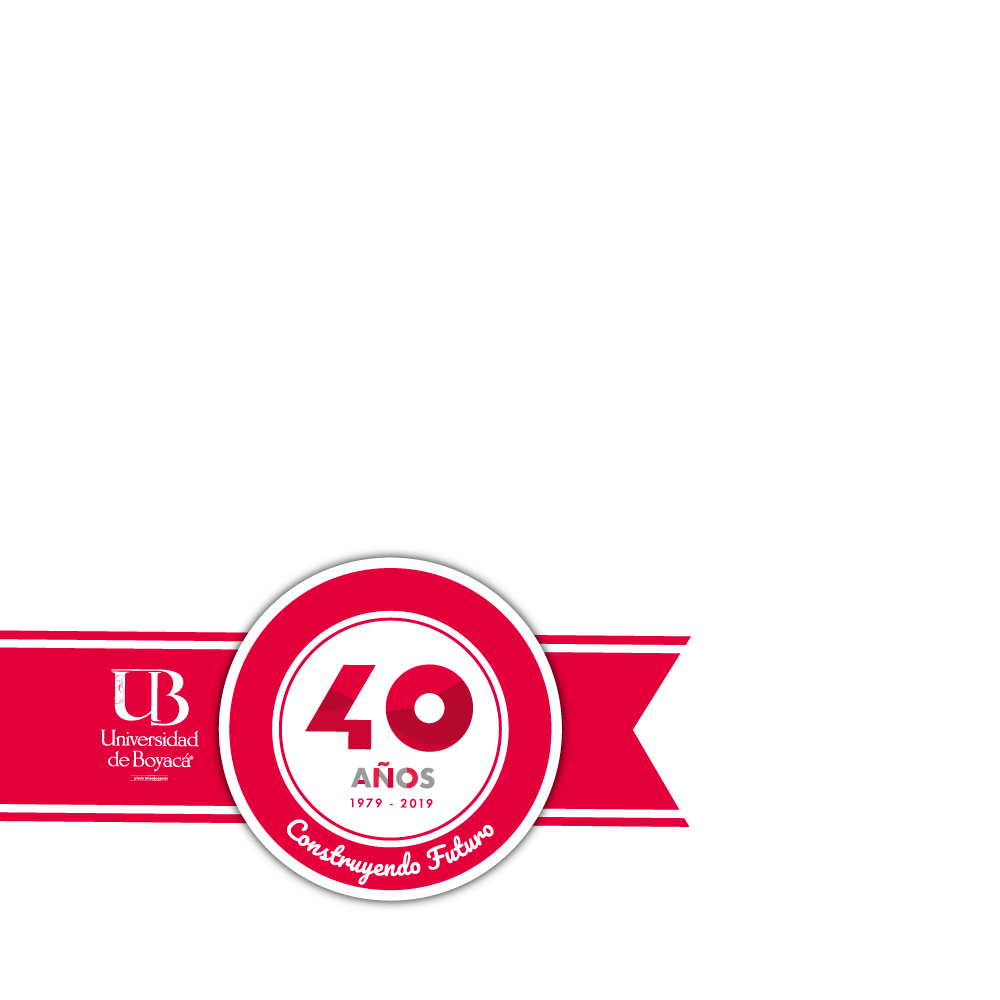 UB
Universidad
de Boyacá®
40
AÑOS
1979 - 2019
Construyendo Futuro